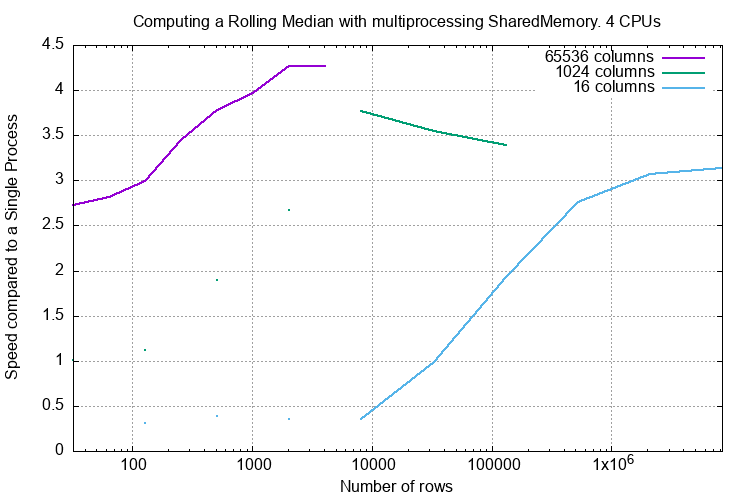 Computing a Rolling Median with multiprocessing SharedMemory. 4 CPUs
65536 columns
1024 columns
16 columns
Speed compared to a Single Process
4.5
4
3.5
3
2.5
2
1.5
1
0.5
0
100 1000 10000 100000 1x10⁶
Number of rows